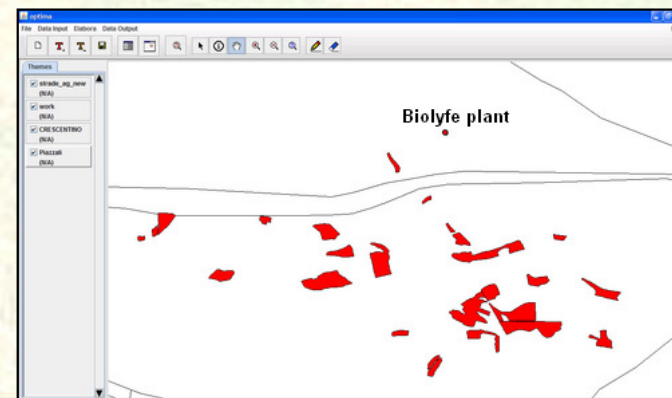 optima
File Data Input Elabora Data Output
Themes
strade_ag_new
(N/A)
work
(N/A)
CRESCENTINO
(N/A)
Piazzali
(N/A)
Biolyfe plant